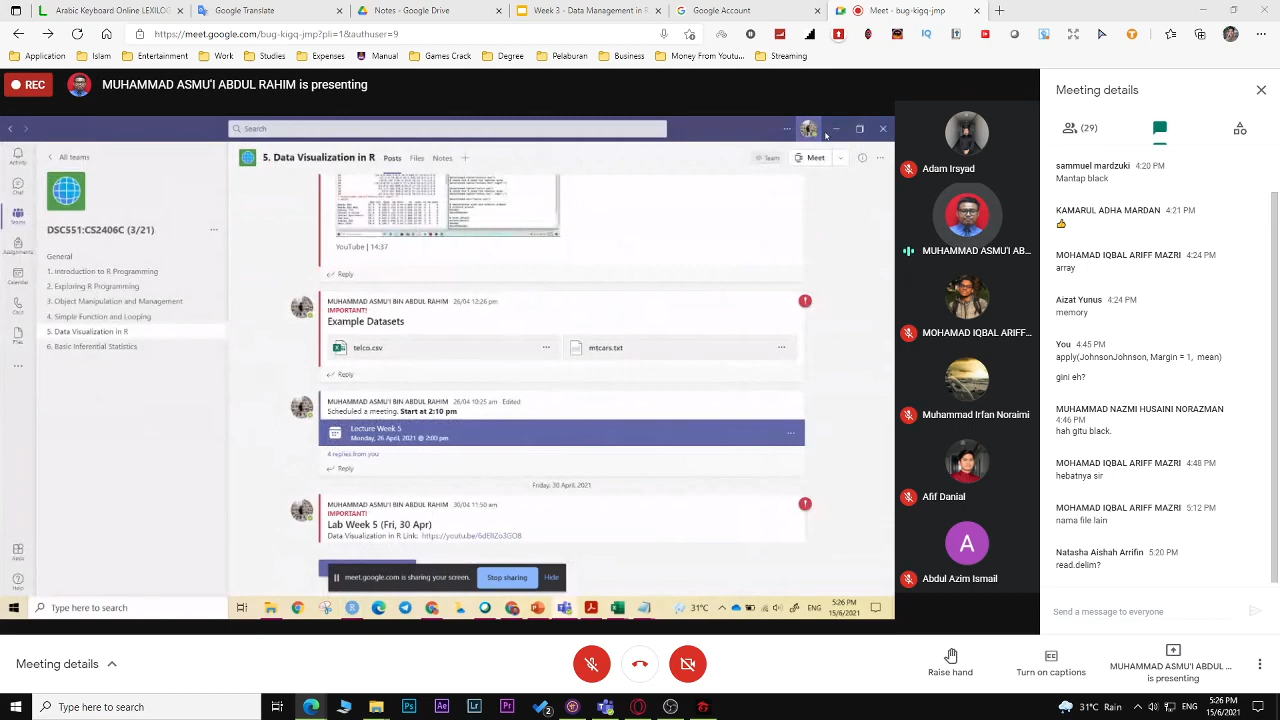 Python Keyboard Online EXILO
Class
Drive
Week 3 - Data Management in R
Google Account
Meet - bug-kigq-jmp
https://meet.google.com/bug-kigq-jmp?pli=1&authuser=9
Application
Islam
Entertainment
Studies
Work
Games Crack
Design
Pelaburan
Business
Money From Youtu...
Streaming
REC
MUHAMMAD ASMU'I ABDUL RAHIM is presenting
Search
All teams
DSC551:CS2406C (3/21)
General
1. Introduction to R Programming
2. Exploring R Programming
3. Object Manipulation and Management
4. Simple Function and Looping
5. Data Visualization in R
6. Basic Inferential Statistics
5. Data Visualization in R Posts Files Notes
Team
Meet
YouTube | 14:37
Reply
MUHAMMAD ASMU'I BIN ABDUL RAHIM 26/04 12:26 pm
IMPORTANT!
Example Datasets
telco.csv
mtcars.txt
Reply
MUHAMMAD ASMU'I BIN ABDUL RAHIM 26/04 10:25 am Edited
Scheduled a meeting. Start at 2:10 pm
Lecture Week 5
Monday, 26 April, 2021 @ 2:00 pm
4 replies from you
Reply
Friday, 30 April, 2021
MUHAMMAD ASMU'I BIN ABDUL RAHIM 30/04 11:50 am
IMPORTANT!
Lab Week 5 (Fri, 30 Apr)
Data Visualization in R Link:
meet.google.com is sharing your screen.
Stop sharing
Hide
Type here to search
31°C
ENG
5:26 PM
15/6/2021
Adam Irsyad
MUHAMMAD ASMU'I AB...
MOHAMAD IQBAL ARIFF...
Muhammad Irfan Noraimi
Afif Danial
A
Abdul Azim Ismail
Meeting details
(29)
sammuel mardzuki 4:20 PM
Mantap black
4:21 PM
MOHAMAD IQBAL ARIFF MAZRI 4:24 PM
array
Aizat Yunus 4:24 PM
memory
You 4:45 PM
apply(JohnsonJohnson, Margin = 1, mean)
gini eh?
MUHAMMAD NAZMI HUSAINI NORAZMAN
4:46 PM
hah gitu black.
MOHAMAD IQBAL ARIFF MAZRI 4:48 PM
hebatnya sir
MOHAMAD IQBAL ARIFF MAZRI 5:12 PM
nama file lain
Natasha Aishah Arrifin 5:20 PM
read.delim?
Send a message to everyone
Meeting details
Raise hand
Turn on captions
MUHAMMAD ASMU'I ABDUL ...
is presenting
Type here to search
31°C Rain
ENG
5:26 PM
15/6/2021